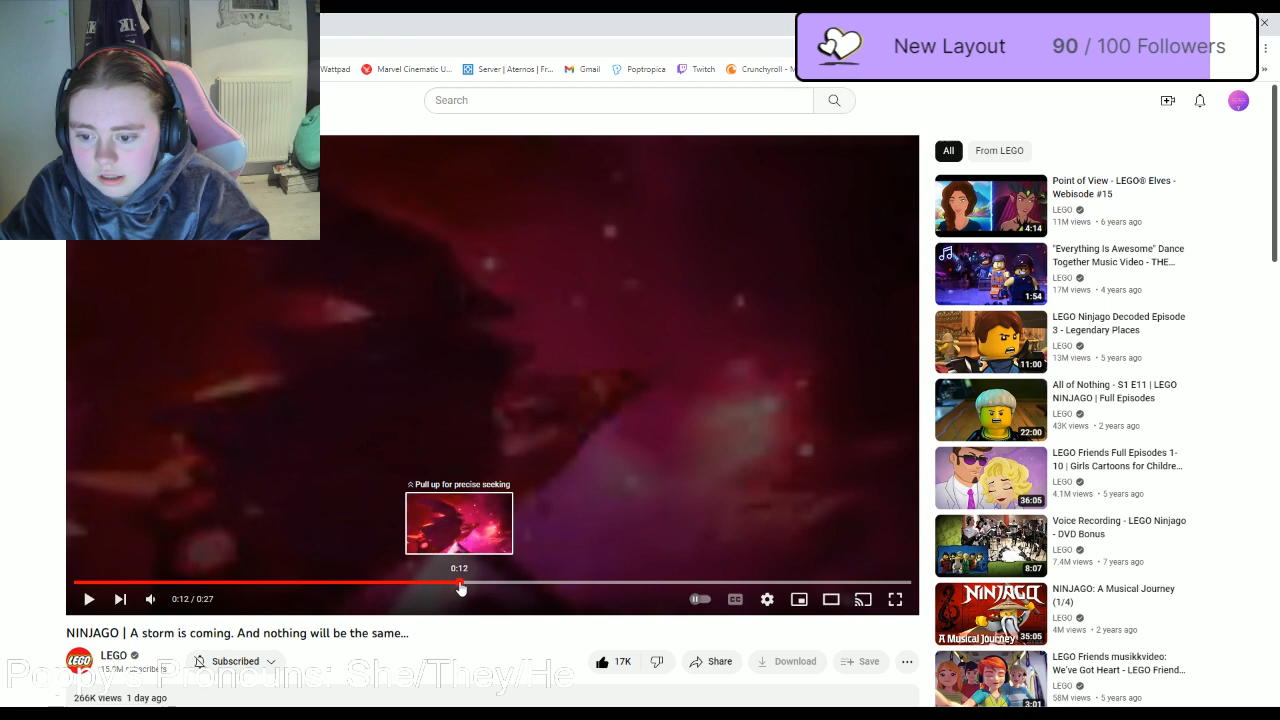 New Layout 90 / 100 Followers
Wattpad Marvel Cinematic U... Server | Aternos | Fr... Gmail Poptropica Twitch Crunchyroll - M
Search
All From LEGO
Point of View - LEGO® Elves -
Webisode #15
LEGO
11M views • 6 years ago
4:14
"Everything Is Awesome" Dance
Together Music Video - THE...
LEGO
17M views • 4 years ago
1:54
LEGO Ninjago Decoded Episode
3 - Legendary Places
LEGO
13M views • 5 years ago
11:00
All of Nothing - S1 E11 | LEGO
NINJAGO | Full Episodes
LEGO
43K views • 2 years ago
22:00
LEGO Friends Full Episodes 1-
10 | Girls Cartoons for Childre...
LEGO
4.1M views • 5 years ago
36:05
Voice Recording - LEGO Ninjago
- DVD Bonus
LEGO
7.4M views • 7 years ago
8:07
NINJAGO: A Musical Journey
(1/4)
LEGO
4M views • 2 years ago
NINJAGO
A Musical Journey
35:05
LEGO Friends musikkvideo:
We've Got Heart - LEGO Friend...
LEGO
58M views • 5 years ago
3:01
Pull up for precise seeking
0:12
0:12 / 0:27
CC
NINJAGO | A storm is coming. And nothing will be the same...
LEGO
LEGO
subscribers
Subscribed
17K Share Download Save
Poppy's Pronouns: She/They/He
266K views 1 day ago